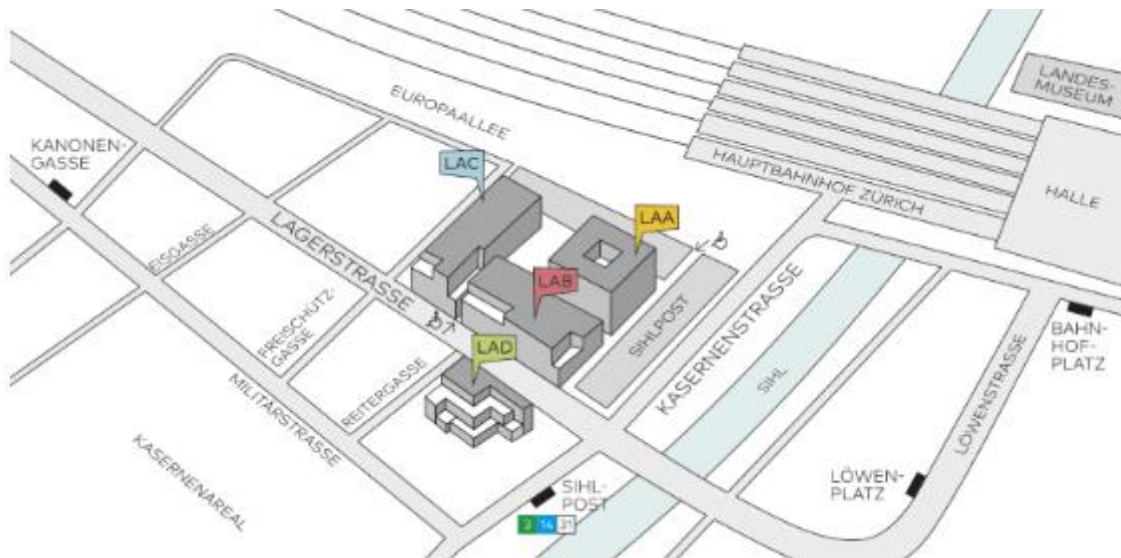 LANDES-
MUSEUM
EUROPAALLEE
KANONEN-
GASSE
LAC
HAUPTBAHNHOF ZÜRICH
HALLE
LAA
LAGERSTRASSE
EISGASSE
LAB
SIHLPOST
KASERNENSTRASSE
BAHN-
HOF-
PLATZ
FREISCHÜTZ-
GASSE
LAD
SIHL
REITERGASSE
LÖWENSTRASSE
MILITÄRSTRASSE
KASERNENAREAL
LÖWEN-
PLATZ
SIHL-
POST
3 14 31